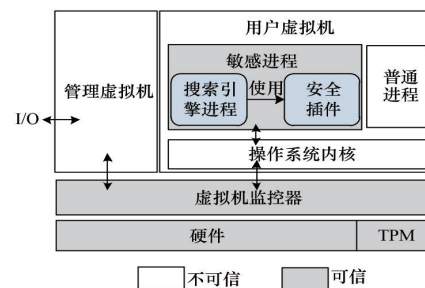 用户虚拟机
敏感进程
管理虚拟机
搜索引
擎进程
使用
安全
插件
普通
进程
I/O
操作系统内核
虚拟机监控器
硬件
TPM
不可信
可信